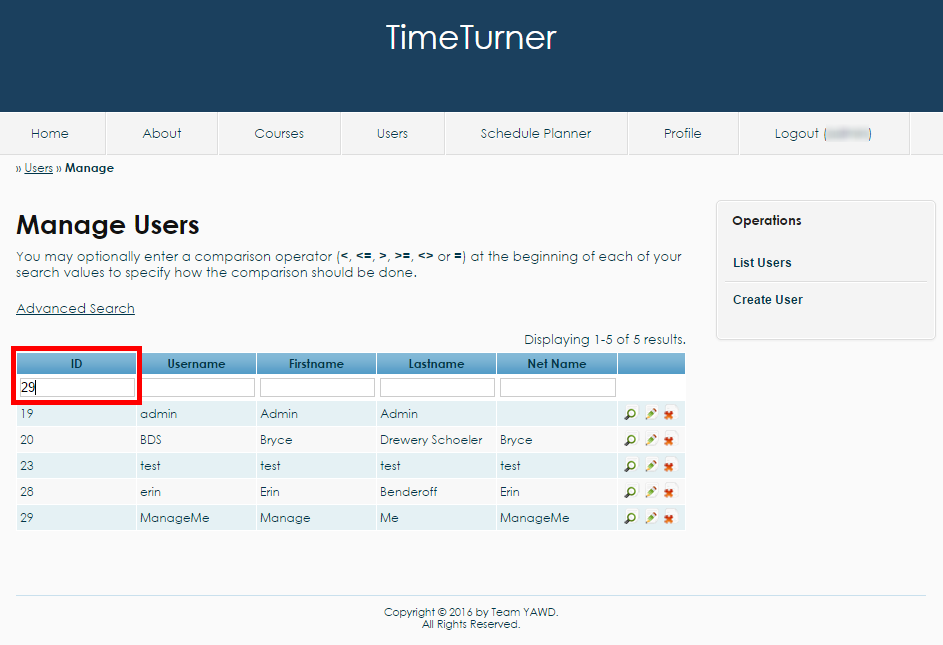 TimeTurner
Home About Courses Users Schedule Planner Profile Logout ( )
» Users » Manage
Manage Users
You may optionally enter a comparison operator (<, <=, >, >=, <> or =) at the beginning of each of your
search values to specify how the comparison should be done.
Advanced Search
Displaying 1-5 of 5 results.
ID Username Firstname Lastname Net Name
29
19 admin Admin Admin
20 BDS Bryce Drewery Schoeler Bryce
23 test test test test
28 erin Erin Benderoff Erin
29 ManageMe Manage Me ManageMe
Operations
List Users
Create User
Copyright © 2016 by Team YAWD.
All Rights Reserved.